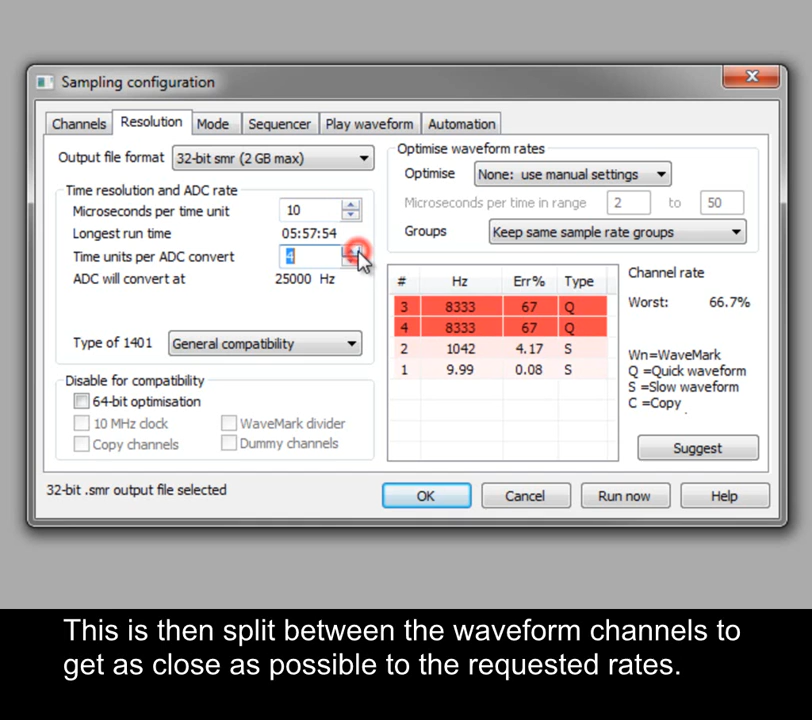 Sampling configuration
Channels Resolution Mode Sequencer Play waveform Automation
Output file format 32-bit smr (2 GB max)
Time resolution and ADC rate
Microseconds per time unit 10
Longest run time 05:57:54
Time units per ADC convert 4
ADC will convert at 25000 Hz
Type of 1401 General compatibility
Disable for compatibility
64-bit optimisation
10 MHz clock WaveMark divider
Copy channels Dummy channels
Optimise waveform rates
Optimise None: use manual settings
Microseconds per time in range 2 to 50
Groups Keep same sample rate groups
# Hz Err% Type
3 8333 67 Q
4 8333 67 Q
2 1042 4.17 S
1 9.99 0.08 S
Channel rate
Worst: 66.7%
Wn=WaveMark
Q =Quick waveform
S =Slow waveform
C =Copy
Suggest
32-bit .smr output file selected
OK Cancel Run now Help
This is then split between the waveform channels to
get as close as possible to the requested rates.